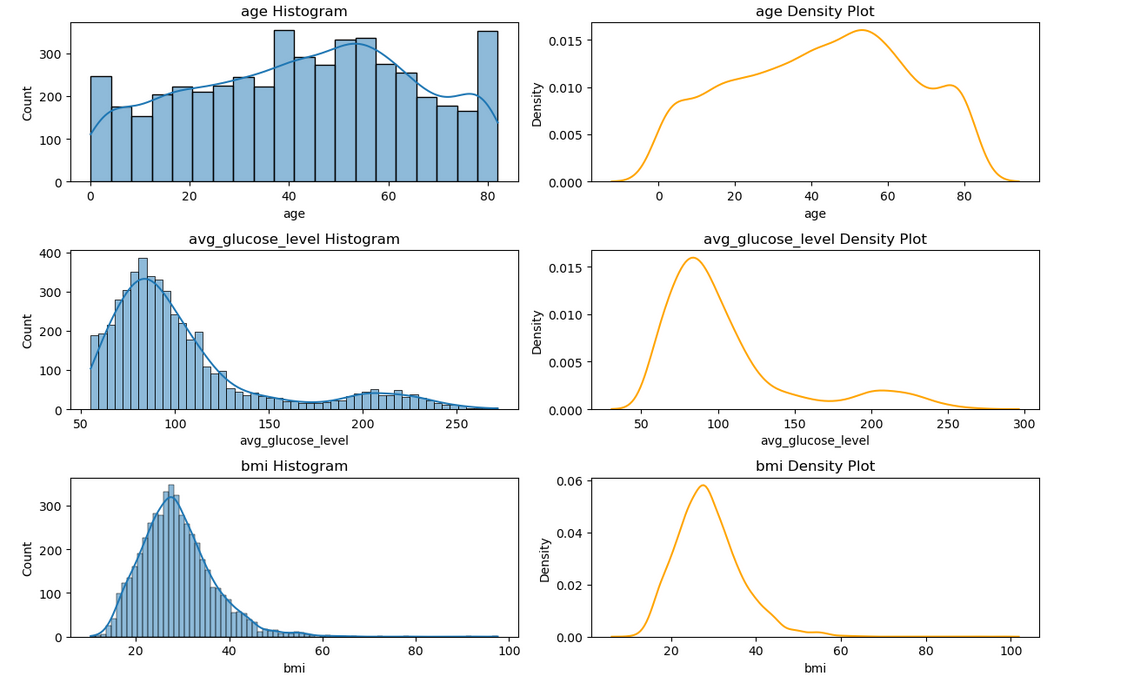 age Histogram
300
200
100
0
Count
0 20 40 60 80
age
age Density Plot
0.015
0.010
0.005
0.000
Density
0 20 40 60 80
age
avg_glucose_level Histogram
400
300
200
100
0
Count
50 100 150 200 250
avg_glucose_level
avg_glucose_level Density Plot
0.015
0.010
0.005
0.000
Density
50 100 150 200 250 300
avg_glucose_level
bmi Histogram
300
200
100
0
Count
20 40 60 80 100
bmi
bmi Density Plot
0.06
0.04
0.02
0.00
Density
20 40 60 80 100
bmi